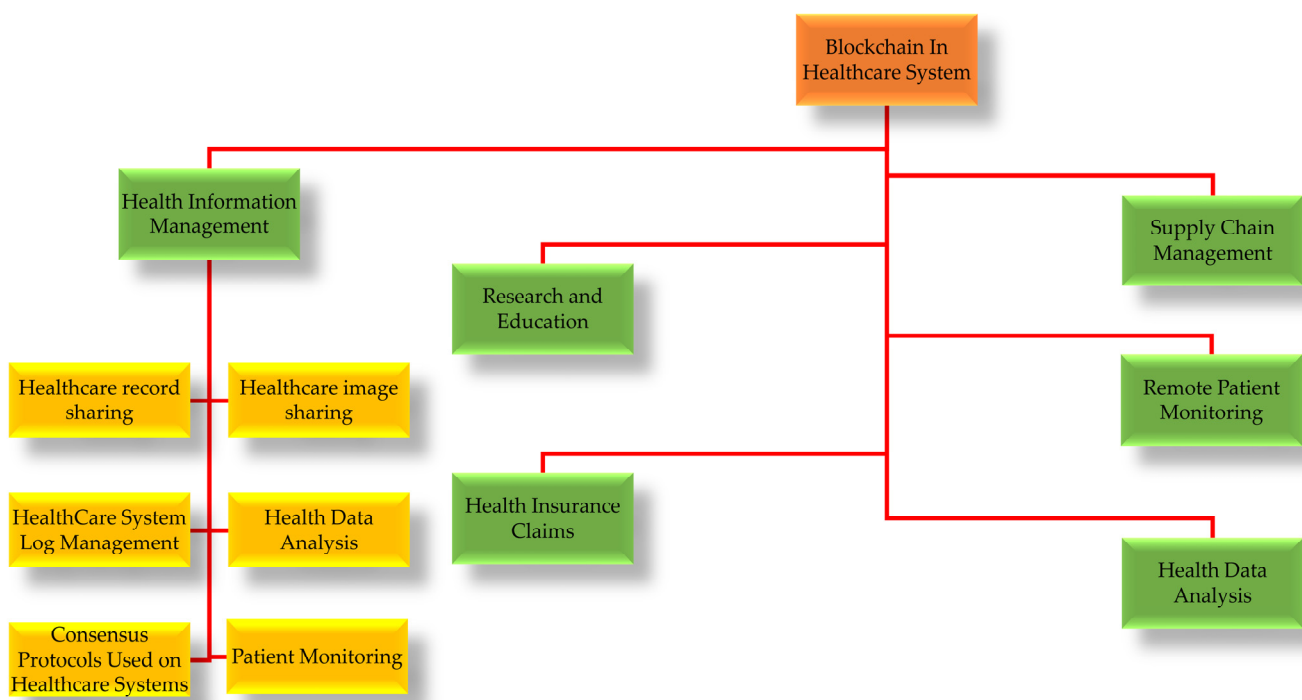 Blockchain In
Healthcare System
Health Information
Management
Supply Chain
Management
Research and
Education
Remote Patient
Monitoring
Healthcare record
sharing
Healthcare image
sharing
Health Insurance
Claims
HealthCare System
Log Management
Health Data
Analysis
Health Data
Analysis
Consensus
Protocols Used on
Healthcare Systems
Patient Monitoring